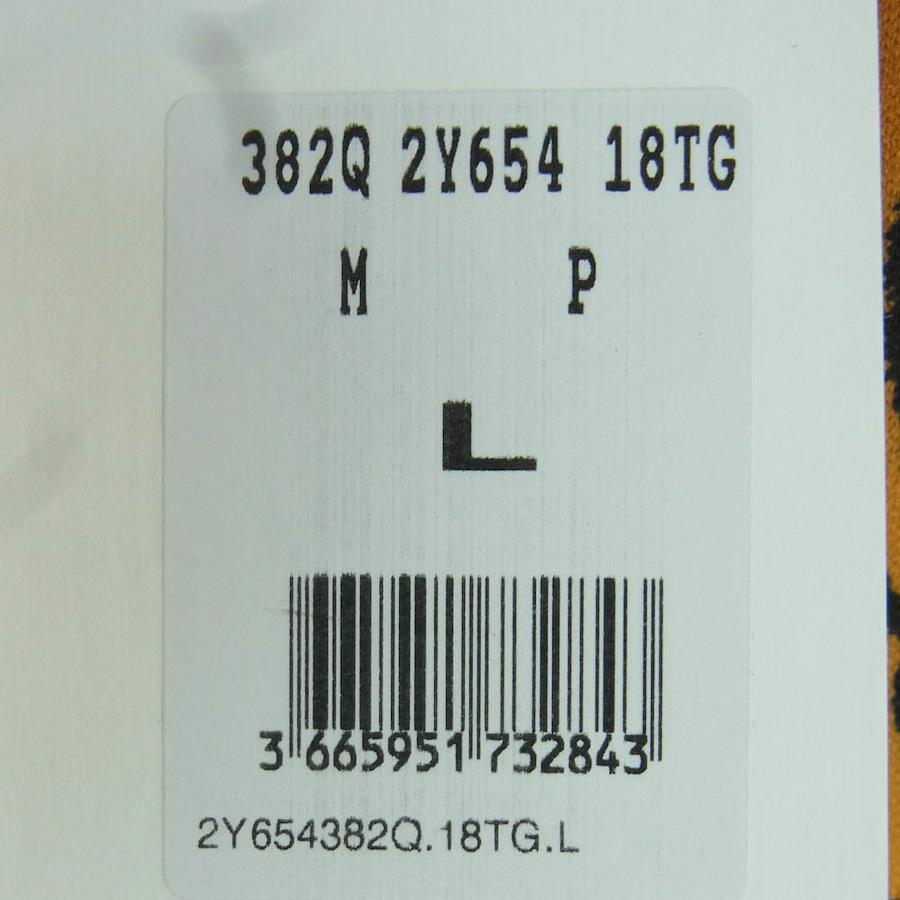 382Q 2Y654 18TG
M P
L
3 665951 732843
2Y654382Q.18TG.L